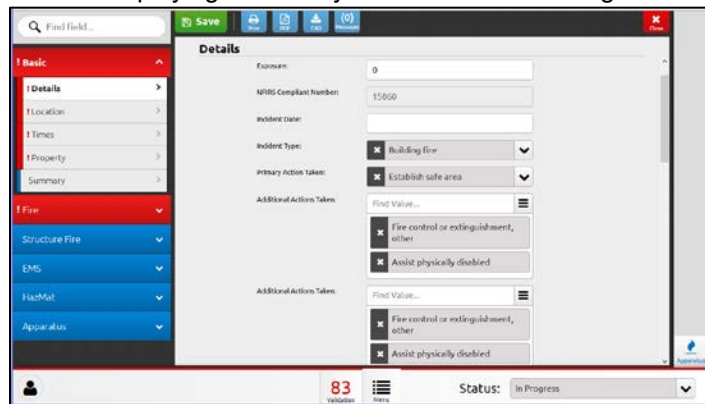 Find field...
Save
Print
PDF
CAD
(0)
Messages
Close
! Basic
! Details
! Location
! Times
! Property
Summary
! Fire
Structure Fire
EMS
HazMat
Apparatus
Details
Exposure:
0
NFIRS Compliant Number:
15060
Incident Date:
Incident Type:
Building fire
Primary Action Taken:
Establish safe area
Additional Actions Taken:
Find Value...
Fire control or extinguishment,
other
Assist physically disabled
Additional Actions Taken:
Find Value...
Fire control or extinguishment,
other
Assist physically disabled
Apparatus
83
Validation
Menu
Status:
In Progress